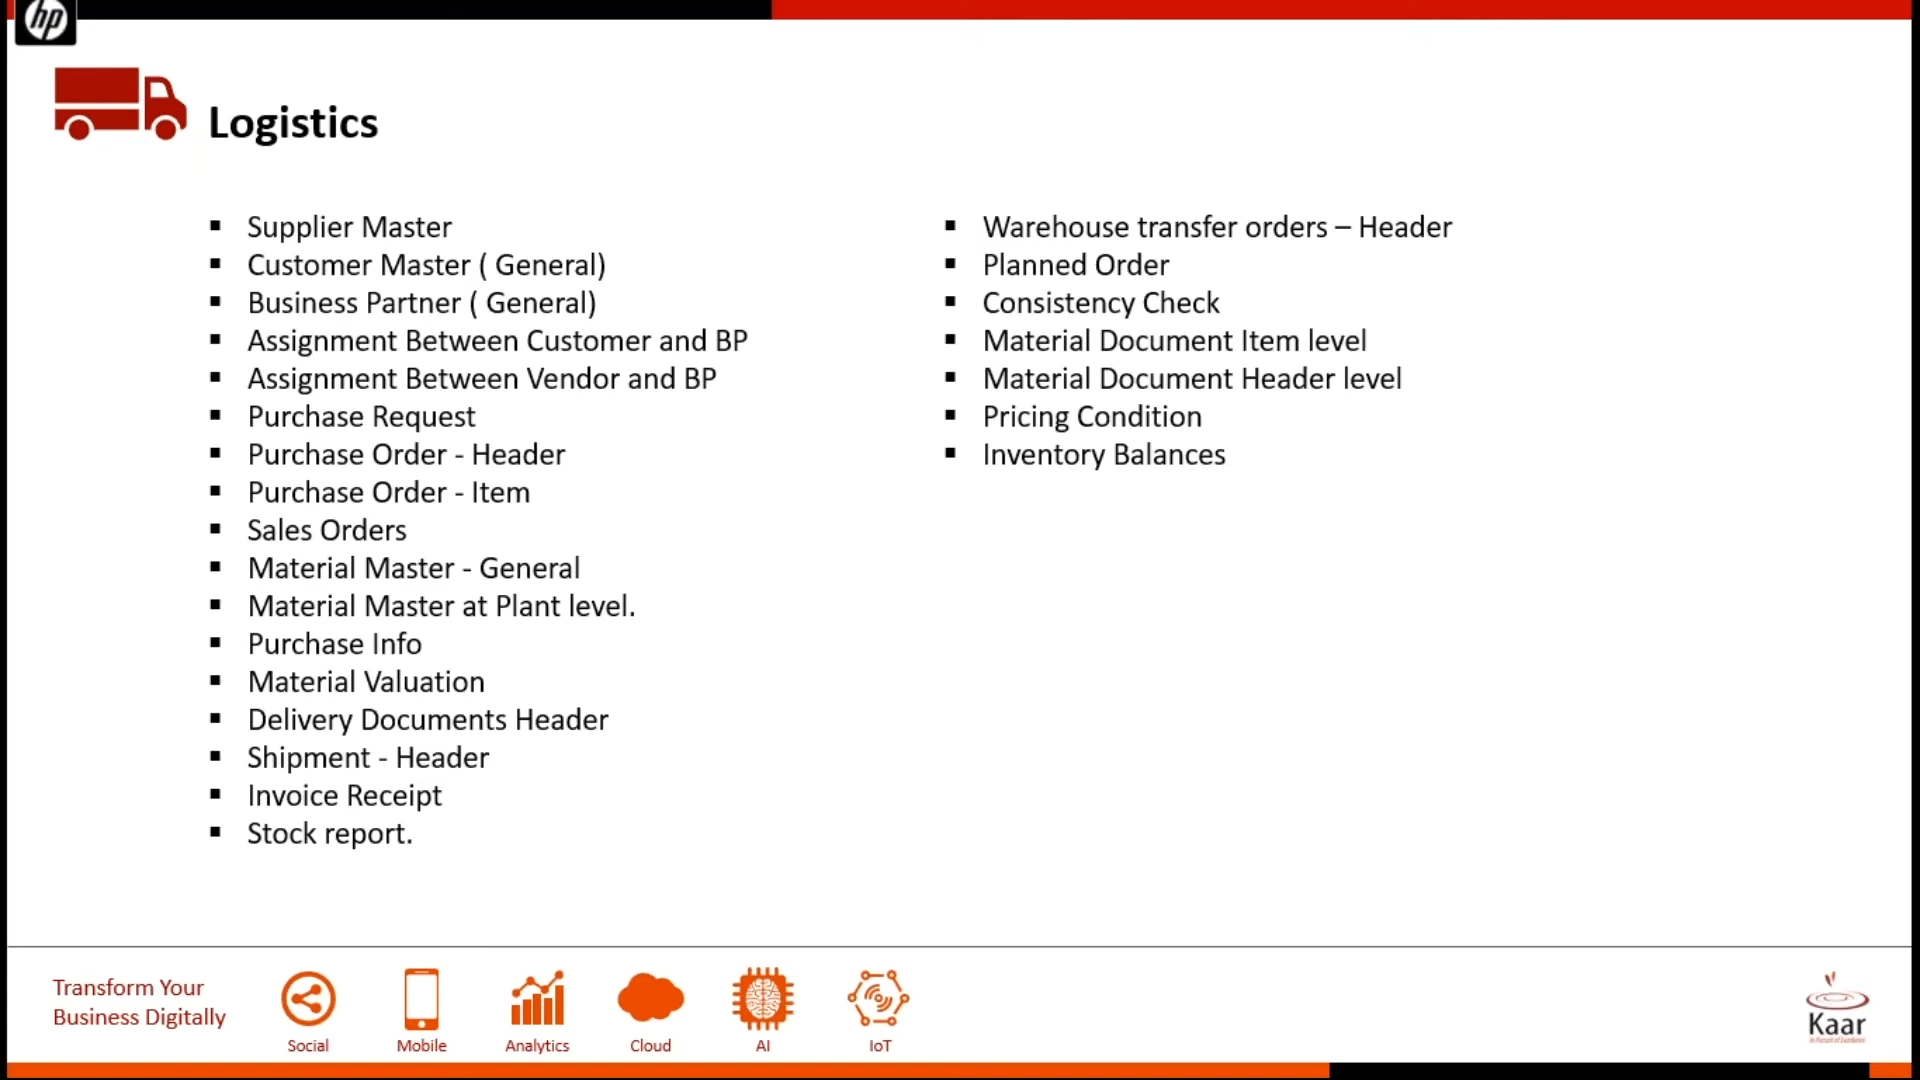 hp
Logistics
▪ Supplier Master
▪ Customer Master ( General)
▪ Business Partner ( General)
▪ Assignment Between Customer and BP
▪ Assignment Between Vendor and BP
▪ Purchase Request
▪ Purchase Order - Header
▪ Purchase Order - Item
▪ Sales Orders
▪ Material Master - General
▪ Material Master at Plant level.
▪ Purchase Info
▪ Material Valuation
▪ Delivery Documents Header
▪ Shipment - Header
▪ Invoice Receipt
▪ Stock report.
▪ Warehouse transfer orders – Header
▪ Planned Order
▪ Consistency Check
▪ Material Document Item level
▪ Material Document Header level
▪ Pricing Condition
▪ Inventory Balances
Transform Your
Business Digitally
Social
Mobile
Analytics
Cloud
AI
IoT
Kaar